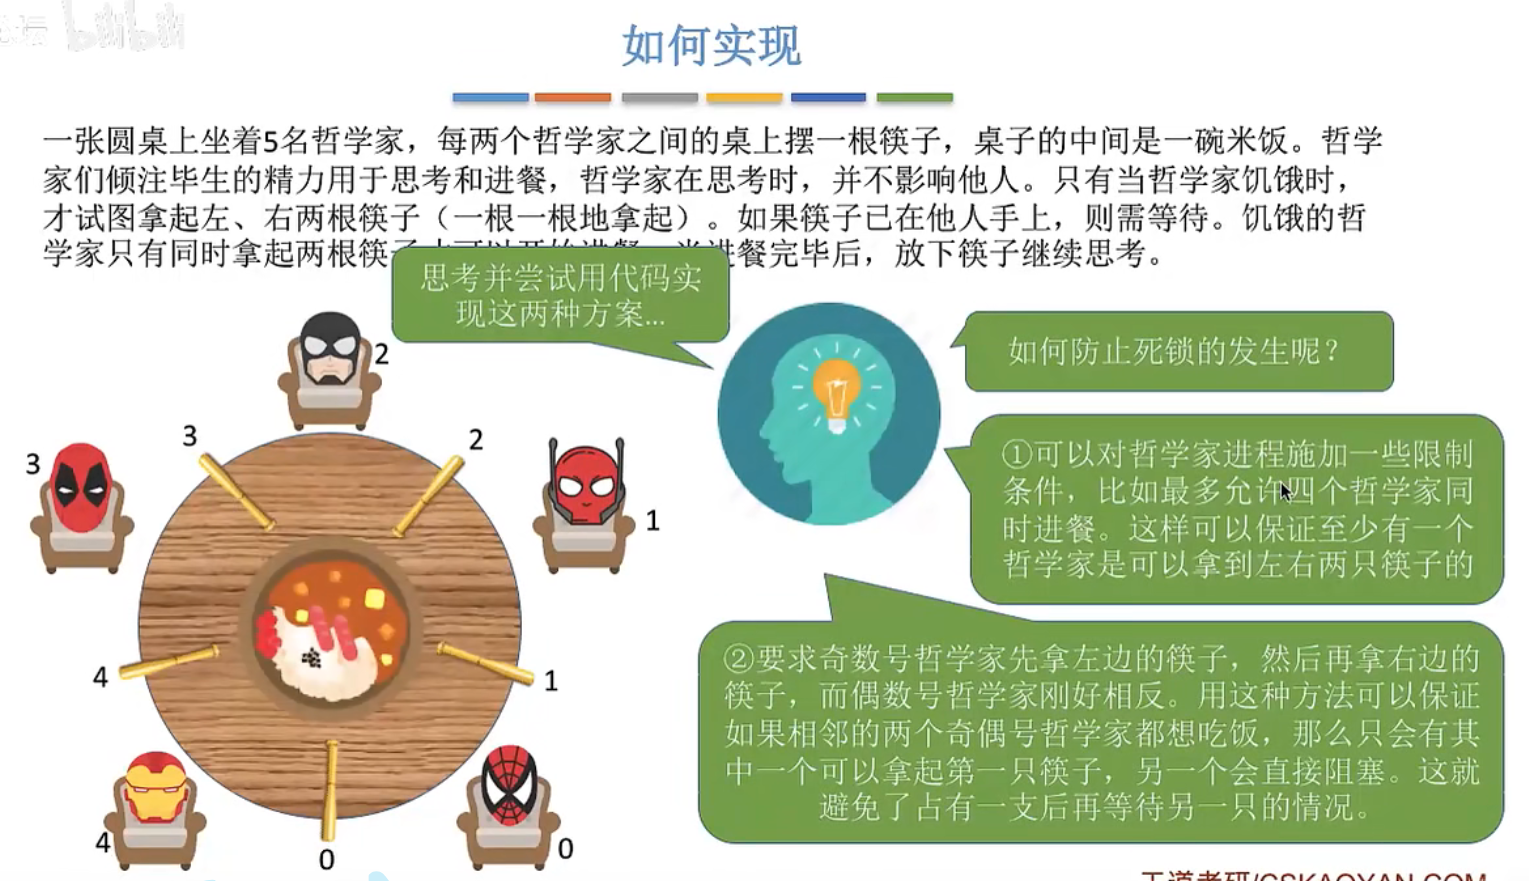 如何实现
一张圆桌上坐着5名哲学家，每两个哲学家之间的桌上摆一根筷子，桌子的中间是一碗米饭。哲学
家们倾注毕生的精力用于思考和进餐，哲学家在思考时，并不影响他人。只有当哲学家饥饿时，
才试图拿起左、右两根筷子（一根一根地拿起）。如果筷子已在他人手上，则需等待。饥饿的哲
学家只有同时拿起两根筷
进餐完毕后，放下筷子继续思考。
思考并尝试用代码实
现这两种方案...
如何防止死锁的发生呢？
①可以对哲学家进程施加一些限制
条件，比如最多允许四个哲学家同
时进餐。这样可以保证至少有一个
哲学家是可以拿到左右两只筷子的
②要求奇数号哲学家先拿左边的筷子，然后再拿右边的
筷子，而偶数号哲学家刚好相反。用这种方法可以保证
如果相邻的两个奇偶号哲学家都想吃饭，那么只会有其
中一个可以拿起第一只筷子，另一个会直接阻塞。这就
避免了占有一支后再等待另一只的情况。
2
3
2
3
1
4
1
4
0
0
bilibili